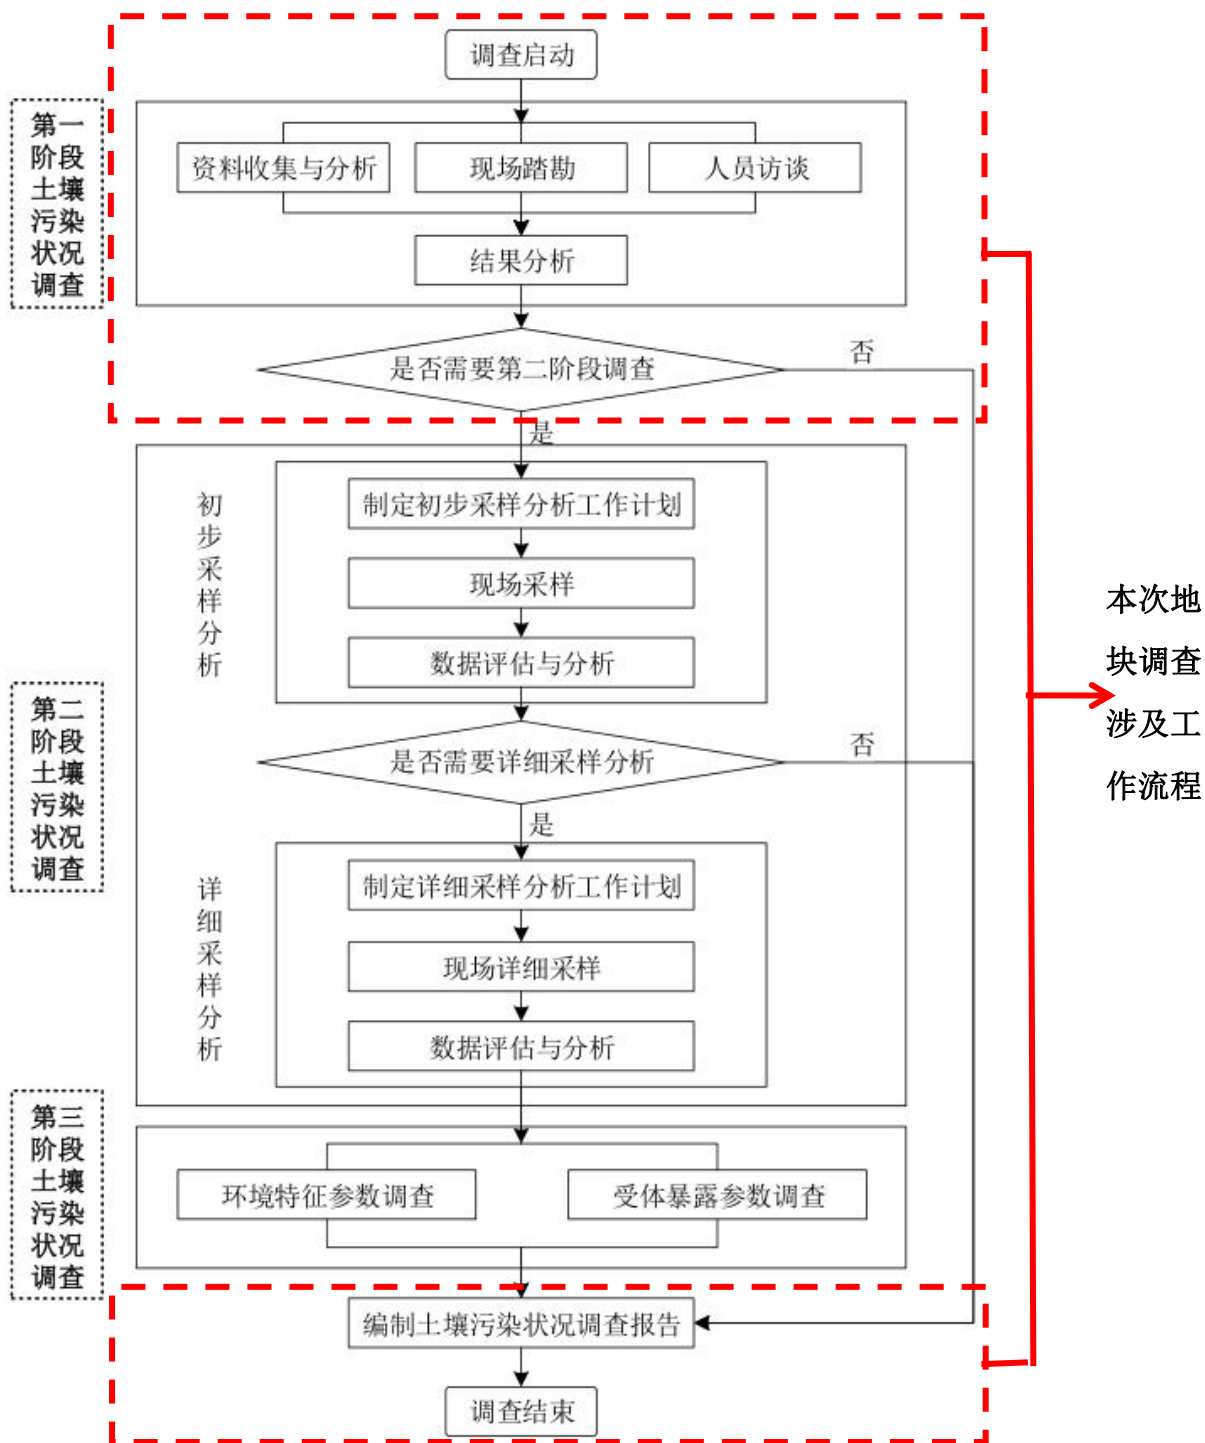 调查启动
第一
阶段
土壤
污染
状况
调查
资料收集与分析
现场踏勘
人员访谈
结果分析
是否需要第二阶段调查
否
是
初
步
采
样
分
析
制定初步采样分析工作计划
现场采样
数据评估与分析
第二
阶段
土壤
污染
状况
调查
是否需要详细采样分析
否
是
详
细
采
样
分
析
制定详细采样分析工作计划
现场详细采样
数据评估与分析
第三
阶段
土壤
污染
状况
调查
环境特征参数调查
受体暴露参数调查
编制土壤污染状况调查报告
调查结束
本次地
块调查
涉及工
作流程